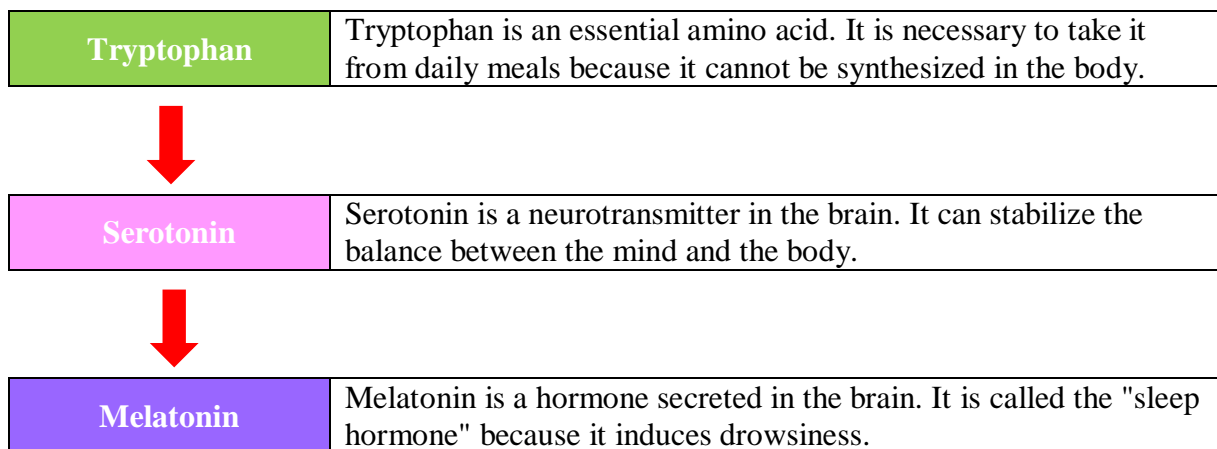 Tryptophan
Tryptophan is an essential amino acid. It is necessary to take it
from daily meals because it cannot be synthesized in the body.
Serotonin
Serotonin is a neurotransmitter in the brain. It can stabilize the
balance between the mind and the body.
Melatonin
Melatonin is a hormone secreted in the brain. It is called the "sleep
hormone" because it induces drowsiness.